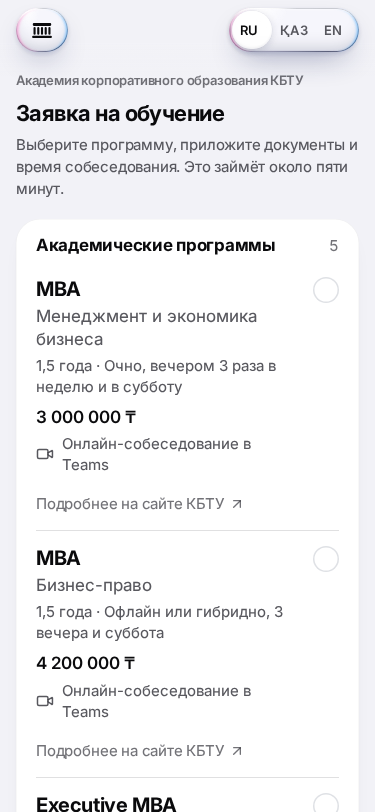 RU ҚАЗ EN
Академия корпоративного образования КБТУ
Заявка на обучение
Выберите программу, приложите документы и
время собеседования. Это займёт около пяти
минут.
Академические программы 5
MBA
Менеджмент и экономика
бизнеса
1,5 года · Очно, вечером 3 раза в
неделю и в субботу
3 000 000 ₸
Онлайн-собеседование в
Teams
Подробнее на сайте КБТУ
MBA
Бизнес-право
1,5 года · Офлайн или гибридно, 3
вечера и суббота
4 200 000 ₸
Онлайн-собеседование в
Teams
Подробнее на сайте КБТУ
Executive MBA